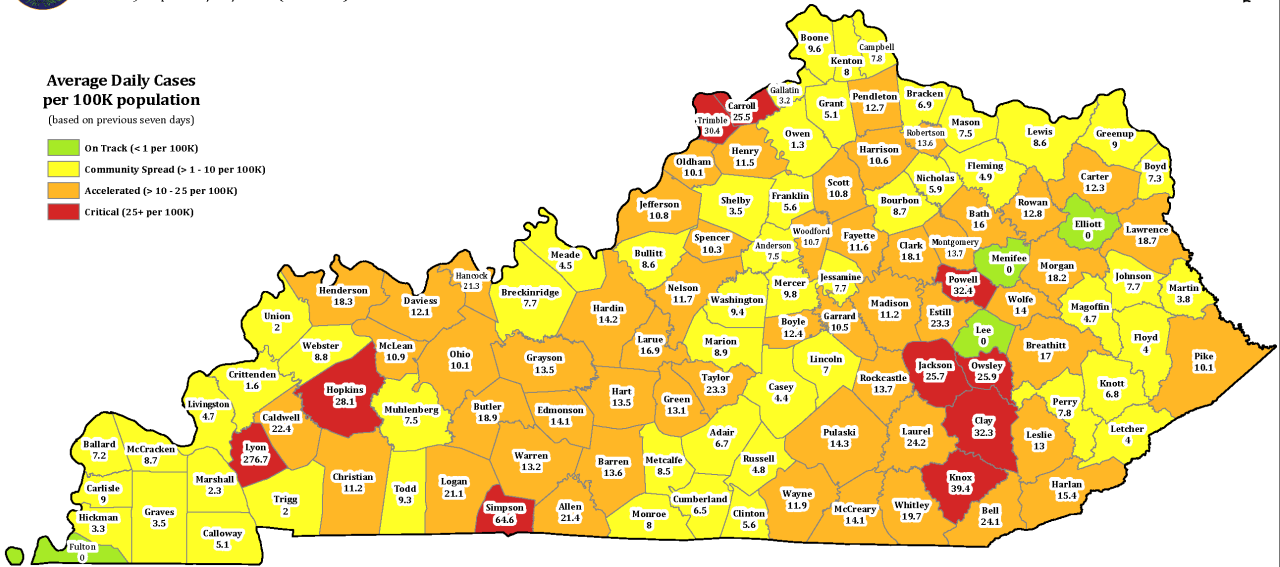 Average Daily Cases
per 100K population
(based on previous seven days)
On Track (< 1 per 100K)
Community Spread (> 1 - 10 per 100K)
Accelerated (> 10 - 25 per 100K)
Critical (25+ per 100K)
Boone
9.6
Kenton
8
Campbell
7.8
Gallatin
3.2
Carroll
25.5
Trimble
30.4
Grant
5.1
Pendleton
12.7
Bracken
6.9
Mason
7.5
Robertson
13.6
Lewis
8.6
Greenup
9
Boyd
7.3
Owen
1.3
Henry
11.5
Oldham
10.1
Harrison
10.6
Nicholas
5.9
Fleming
4.9
Carter
12.3
Rowan
12.8
Elliott
0
Lawrence
18.7
Jefferson
10.8
Shelby
3.5
Franklin
5.6
Scott
10.8
Bourbon
8.7
Bath
16
Montgomery
13.7
Menifee
0
Morgan
18.2
Johnson
7.7
Martin
3.8
Bullitt
8.6
Spencer
10.3
Anderson
7.5
Woodford
10.7
Fayette
11.6
Clark
18.1
Powell
32.4
Wolfe
14
Magoffin
4.7
Floyd
4
Pike
10.1
Meade
4.5
Breckinridge
7.7
Hancock
21.3
Daviess
12.1
Henderson
18.3
Union
2
Webster
8.8
McLean
10.9
Ohio
10.1
Grayson
13.5
Hardin
14.2
Nelson
11.7
Washington
9.4
Mercer
9.8
Jessamine
7.7
Garrard
10.5
Madison
11.2
Estill
23.3
Lee
0
Breathitt
17
Knott
6.8
Larue
16.9
Marion
8.9
Boyle
12.4
Lincoln
7
Rockcastle
13.7
Jackson
25.7
Owsley
25.9
Perry
7.8
Letcher
4
Crittenden
1.6
Livingston
4.7
Hopkins
28.1
Caldwell
22.4
Muhlenberg
7.5
Butler
18.9
Edmonson
14.1
Hart
13.5
Green
13.1
Taylor
23.3
Casey
4.4
Adair
6.7
Pulaski
14.3
Laurel
24.2
Clay
32.3
Leslie
13
Harlan
15.4
Ballard
7.2
McCracken
8.7
Lyon
276.7
Marshall
2.3
Carlisle
9
Hickman
3.3
Graves
3.5
Calloway
5.1
Fulton
0
Trigg
2
Christian
11.2
Todd
9.3
Logan
21.1
Warren
13.2
Simpson
64.6
Allen
21.4
Barren
13.6
Metcalfe
8.5
Monroe
8
Cumberland
6.5
Russell
4.8
Clinton
5.6
Wayne
11.9
McCreary
14.1
Whitley
19.7
Knox
39.4
Bell
24.1